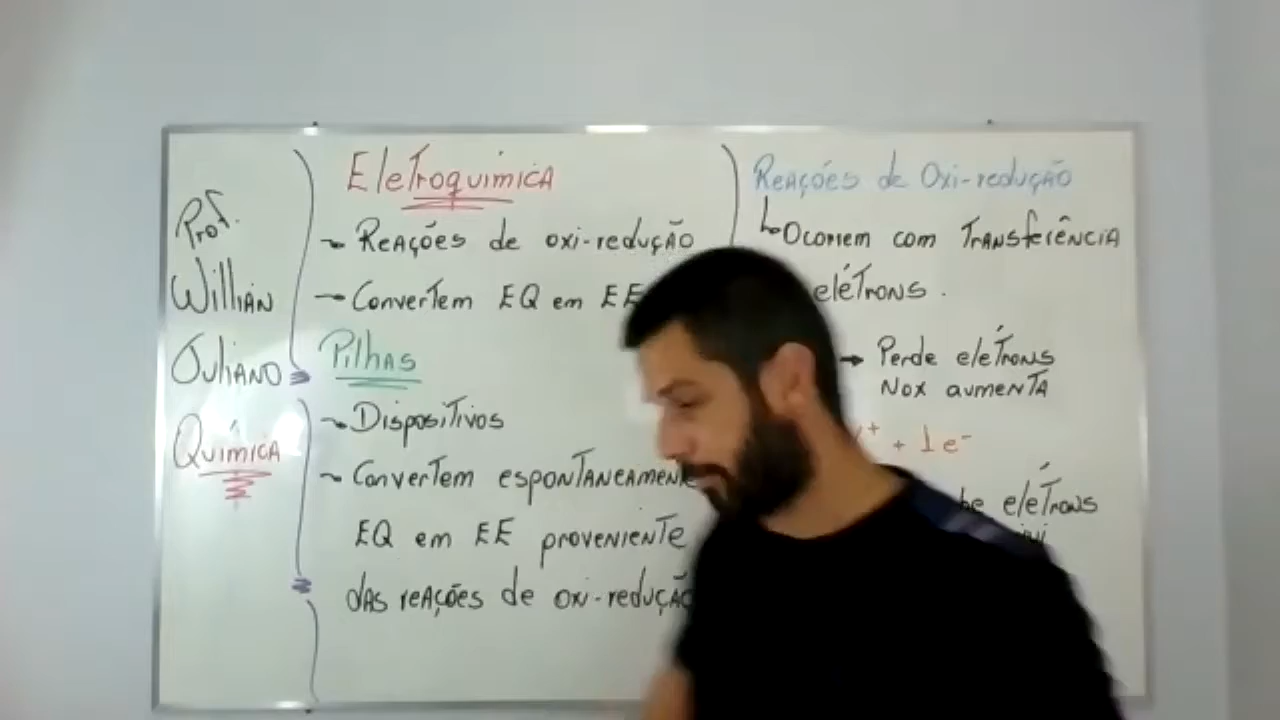 Prof.
Willian
Juliano
Química
Eletroquímica
Reações de oxi-redução
Convertem EQ em EE
Pilhas
Dispositivos
Convertem espontaneament
EQ em EE proveniente
das reações de oxi-redução
Reações de Oxi-redução
Ocorrem com Transferência
elétrons.
→ Perde elétrons
Nox aumenta
+ 1e⁻
be elétrons